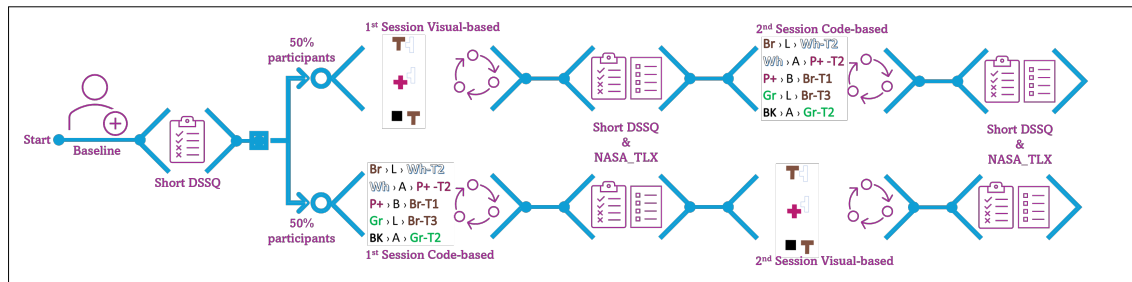 1st Session Visual-based
2nd Session Code-based
50%
participants
Br › L › Wh-T2
Wh › A › P+ -T2
P+ › B › Br-T1
Gr › L › Br-T3
BK › A › Gr-T2
Start
Baseline
Short DSSQ
Short DSSQ
&
NASA_TLX
Short DSSQ
&
NASA_TLX
Br › L › Wh-T2
Wh › A › P+ -T2
P+ › B › Br-T1
Gr › L › Br-T3
BK › A › Gr-T2
50%
participants
1st Session Code-based
2nd Session Visual-based